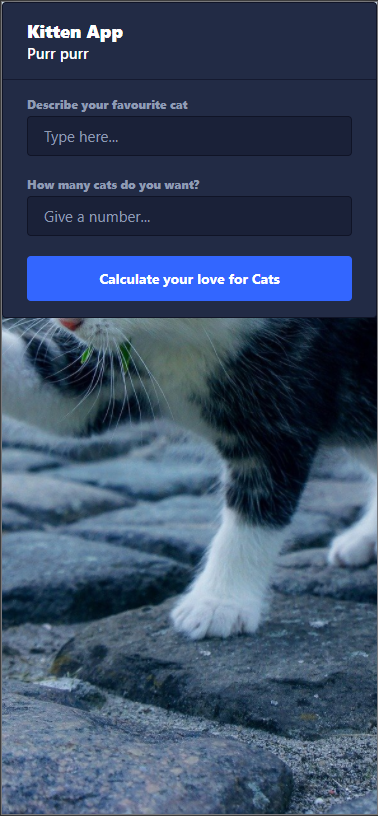 Kitten App
Purr purr
Describe your favourite cat
Type here...
How many cats do you want?
Give a number...
Calculate your love for Cats